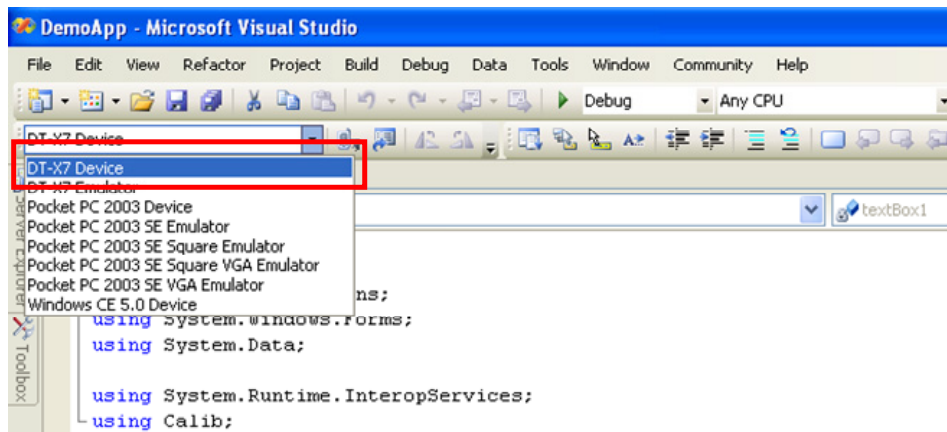 DemoApp - Microsoft Visual Studio
File Edit View Refactor Project Build Debug Data Tools Window Community Help
Debug Any CPU
DT-X7 Device
DT-X7 Device
DT-X7 Emulator
Pocket PC 2003 Device
Pocket PC 2003 SE Emulator
textBox1
Pocket PC 2003 SE Square Emulator
Pocket PC 2003 SE Square VGA Emulator
Pocket PC 2003 SE VGA Emulator
ns;
Windows CE 5.0 Device
using System.Windows.Forms;
using System.Data;
using System.Runtime.InteropServices;
using Calib;
Server Explorer
Toolbox